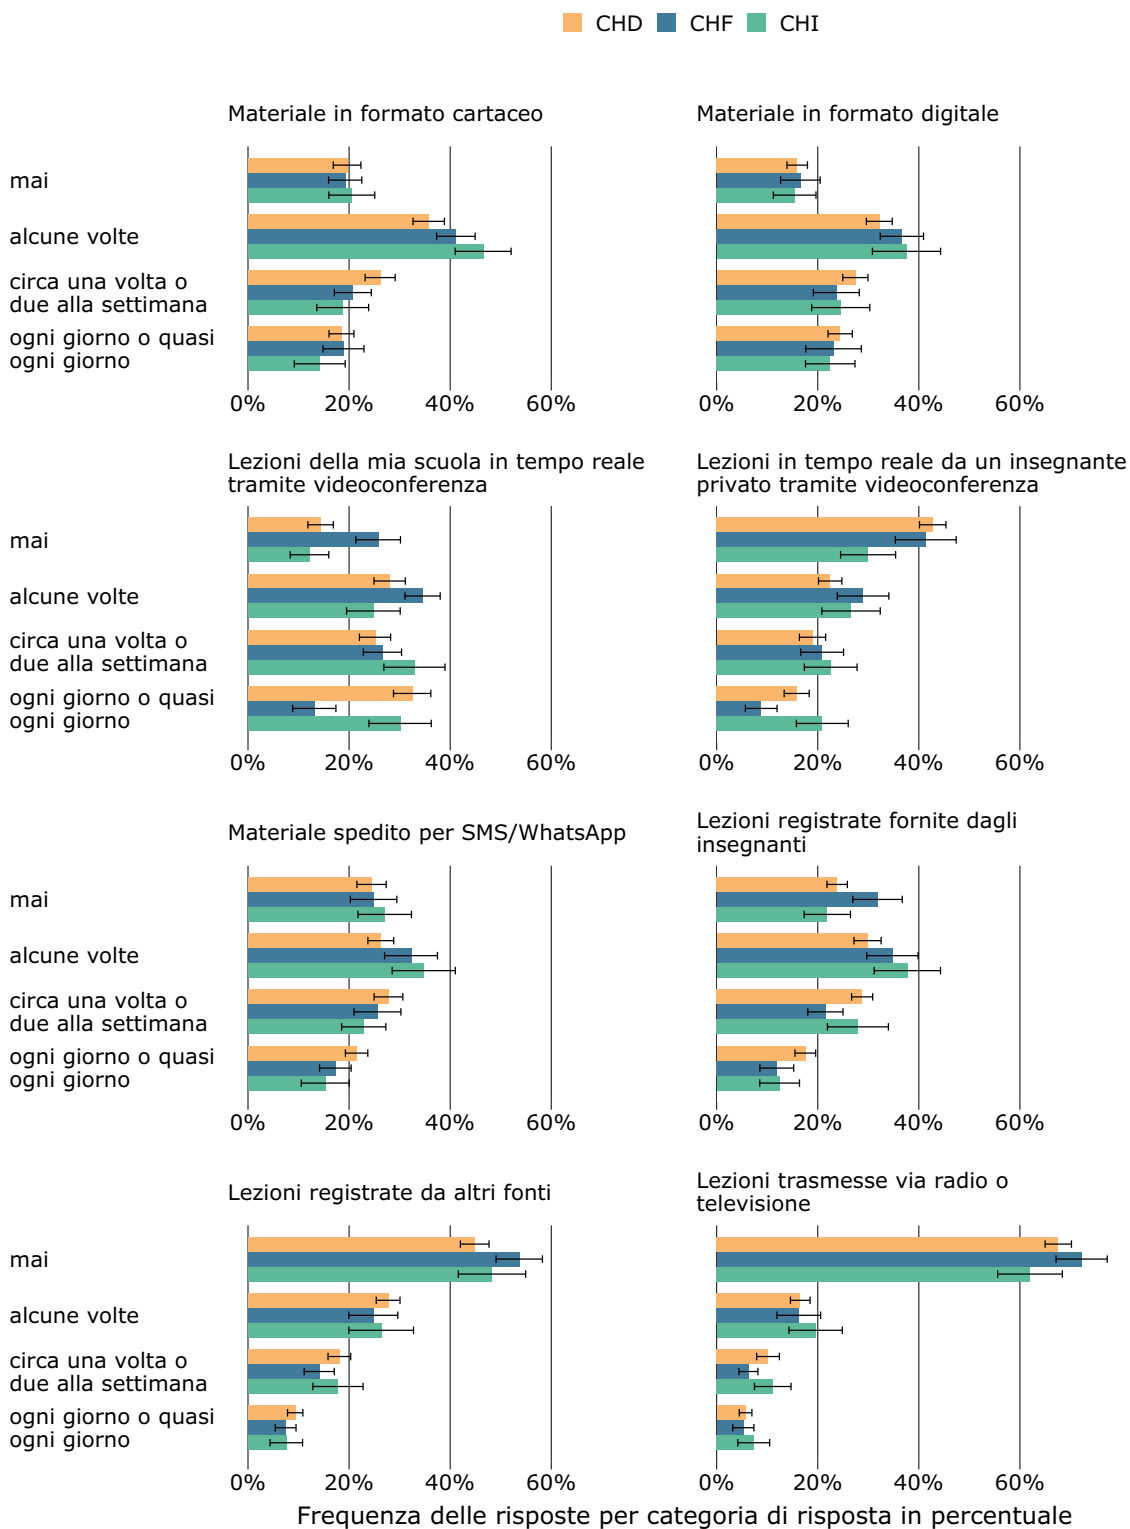 CHD CHF CHI
Materiale in formato cartaceo
Materiale in formato digitale
mai
alcune volte
circa una volta o
due alla settimana
ogni giorno o quasi
ogni giorno
0% 20% 40% 60%
0% 20% 40% 60%
Lezioni della mia scuola in tempo reale
tramite videoconferenza
Lezioni in tempo reale da un insegnante
privato tramite videoconferenza
mai
alcune volte
circa una volta o
due alla settimana
ogni giorno o quasi
ogni giorno
0% 20% 40% 60%
0% 20% 40% 60%
Materiale spedito per SMS/WhatsApp
Lezioni registrate fornite dagli
insegnanti
mai
alcune volte
circa una volta o
due alla settimana
ogni giorno o quasi
ogni giorno
0% 20% 40% 60%
0% 20% 40% 60%
Lezioni registrate da altri fonti
Lezioni trasmesse via radio o
televisione
mai
alcune volte
circa una volta o
due alla settimana
ogni giorno o quasi
ogni giorno
0% 20% 40% 60%
0% 20% 40% 60%
Frequenza delle risposte per categoria di risposta in percentuale